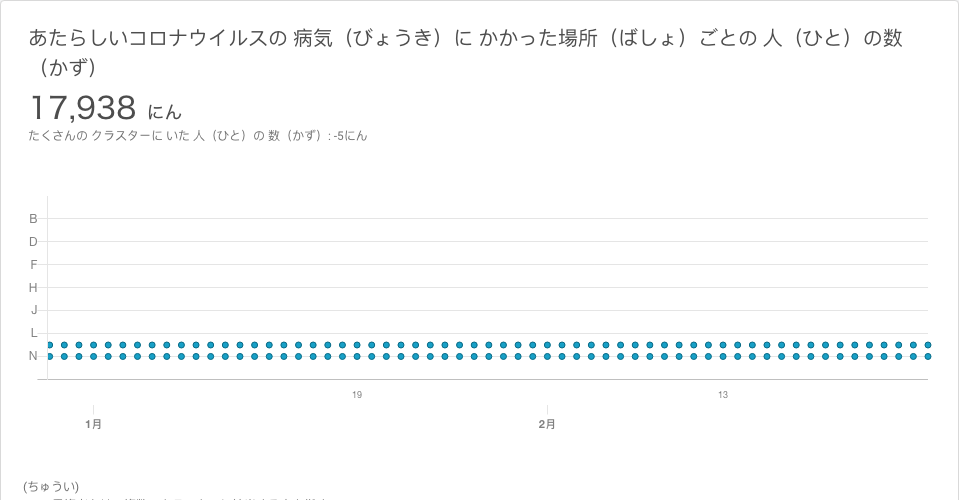 あたらしいコロナウイルスの 病気（びょうき）に かかった場所（ばしょ）ごとの 人（ひと）の数
（かず）
17,938 にん
たくさんの クラスターに いた 人（ひと）の 数（かず）: -5にん
B
D
F
H
J
L
N
19
13
1月
2月
(ちゅうい)